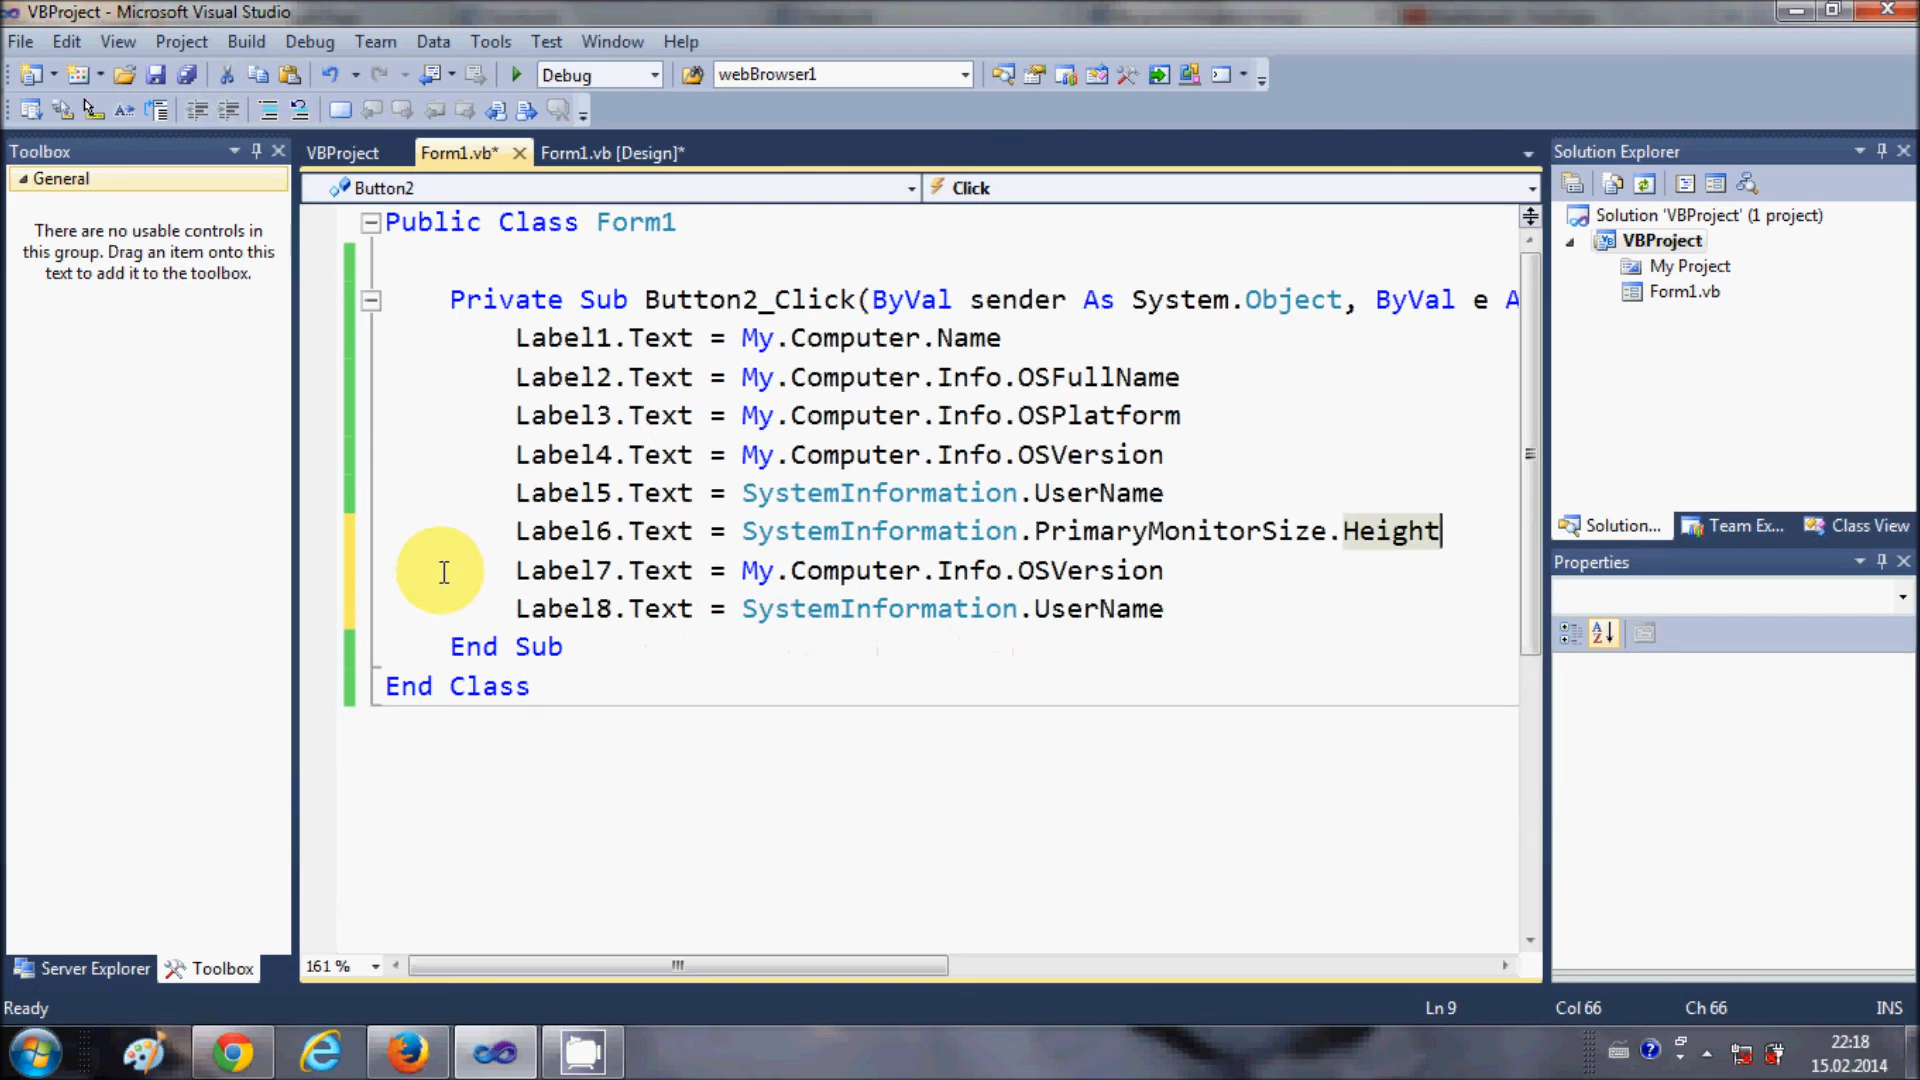 VBProject - Microsoft Visual Studio
File Edit View Project Build Debug Team Data Tools Test Window Help
Debug webBrowser1
Toolbox
General
There are no usable controls in
this group. Drag an item onto this
text to add it to the toolbox.
Server Explorer Toolbox
VBProject Form1.vb* Form1.vb [Design]*
Button2 Click
Public Class Form1
Private Sub Button2_Click(ByVal sender As System.Object, ByVal e A
Label1.Text = My.Computer.Name
Label2.Text = My.Computer.Info.OSFullName
Label3.Text = My.Computer.Info.OSPlatform
Label4.Text = My.Computer.Info.OSVersion
Label5.Text = SystemInformation.UserName
Label6.Text = SystemInformation.PrimaryMonitorSize.Height
Label7.Text = My.Computer.Info.OSVersion
Label8.Text = SystemInformation.UserName
End Sub
End Class
161 %
Solution Explorer
Solution 'VBProject' (1 project)
VBProject
My Project
Form1.vb
Solution... Team Ex... Class View
Properties
Ready Ln 9 Col 66 Ch 66 INS
22:18
15.02.2014